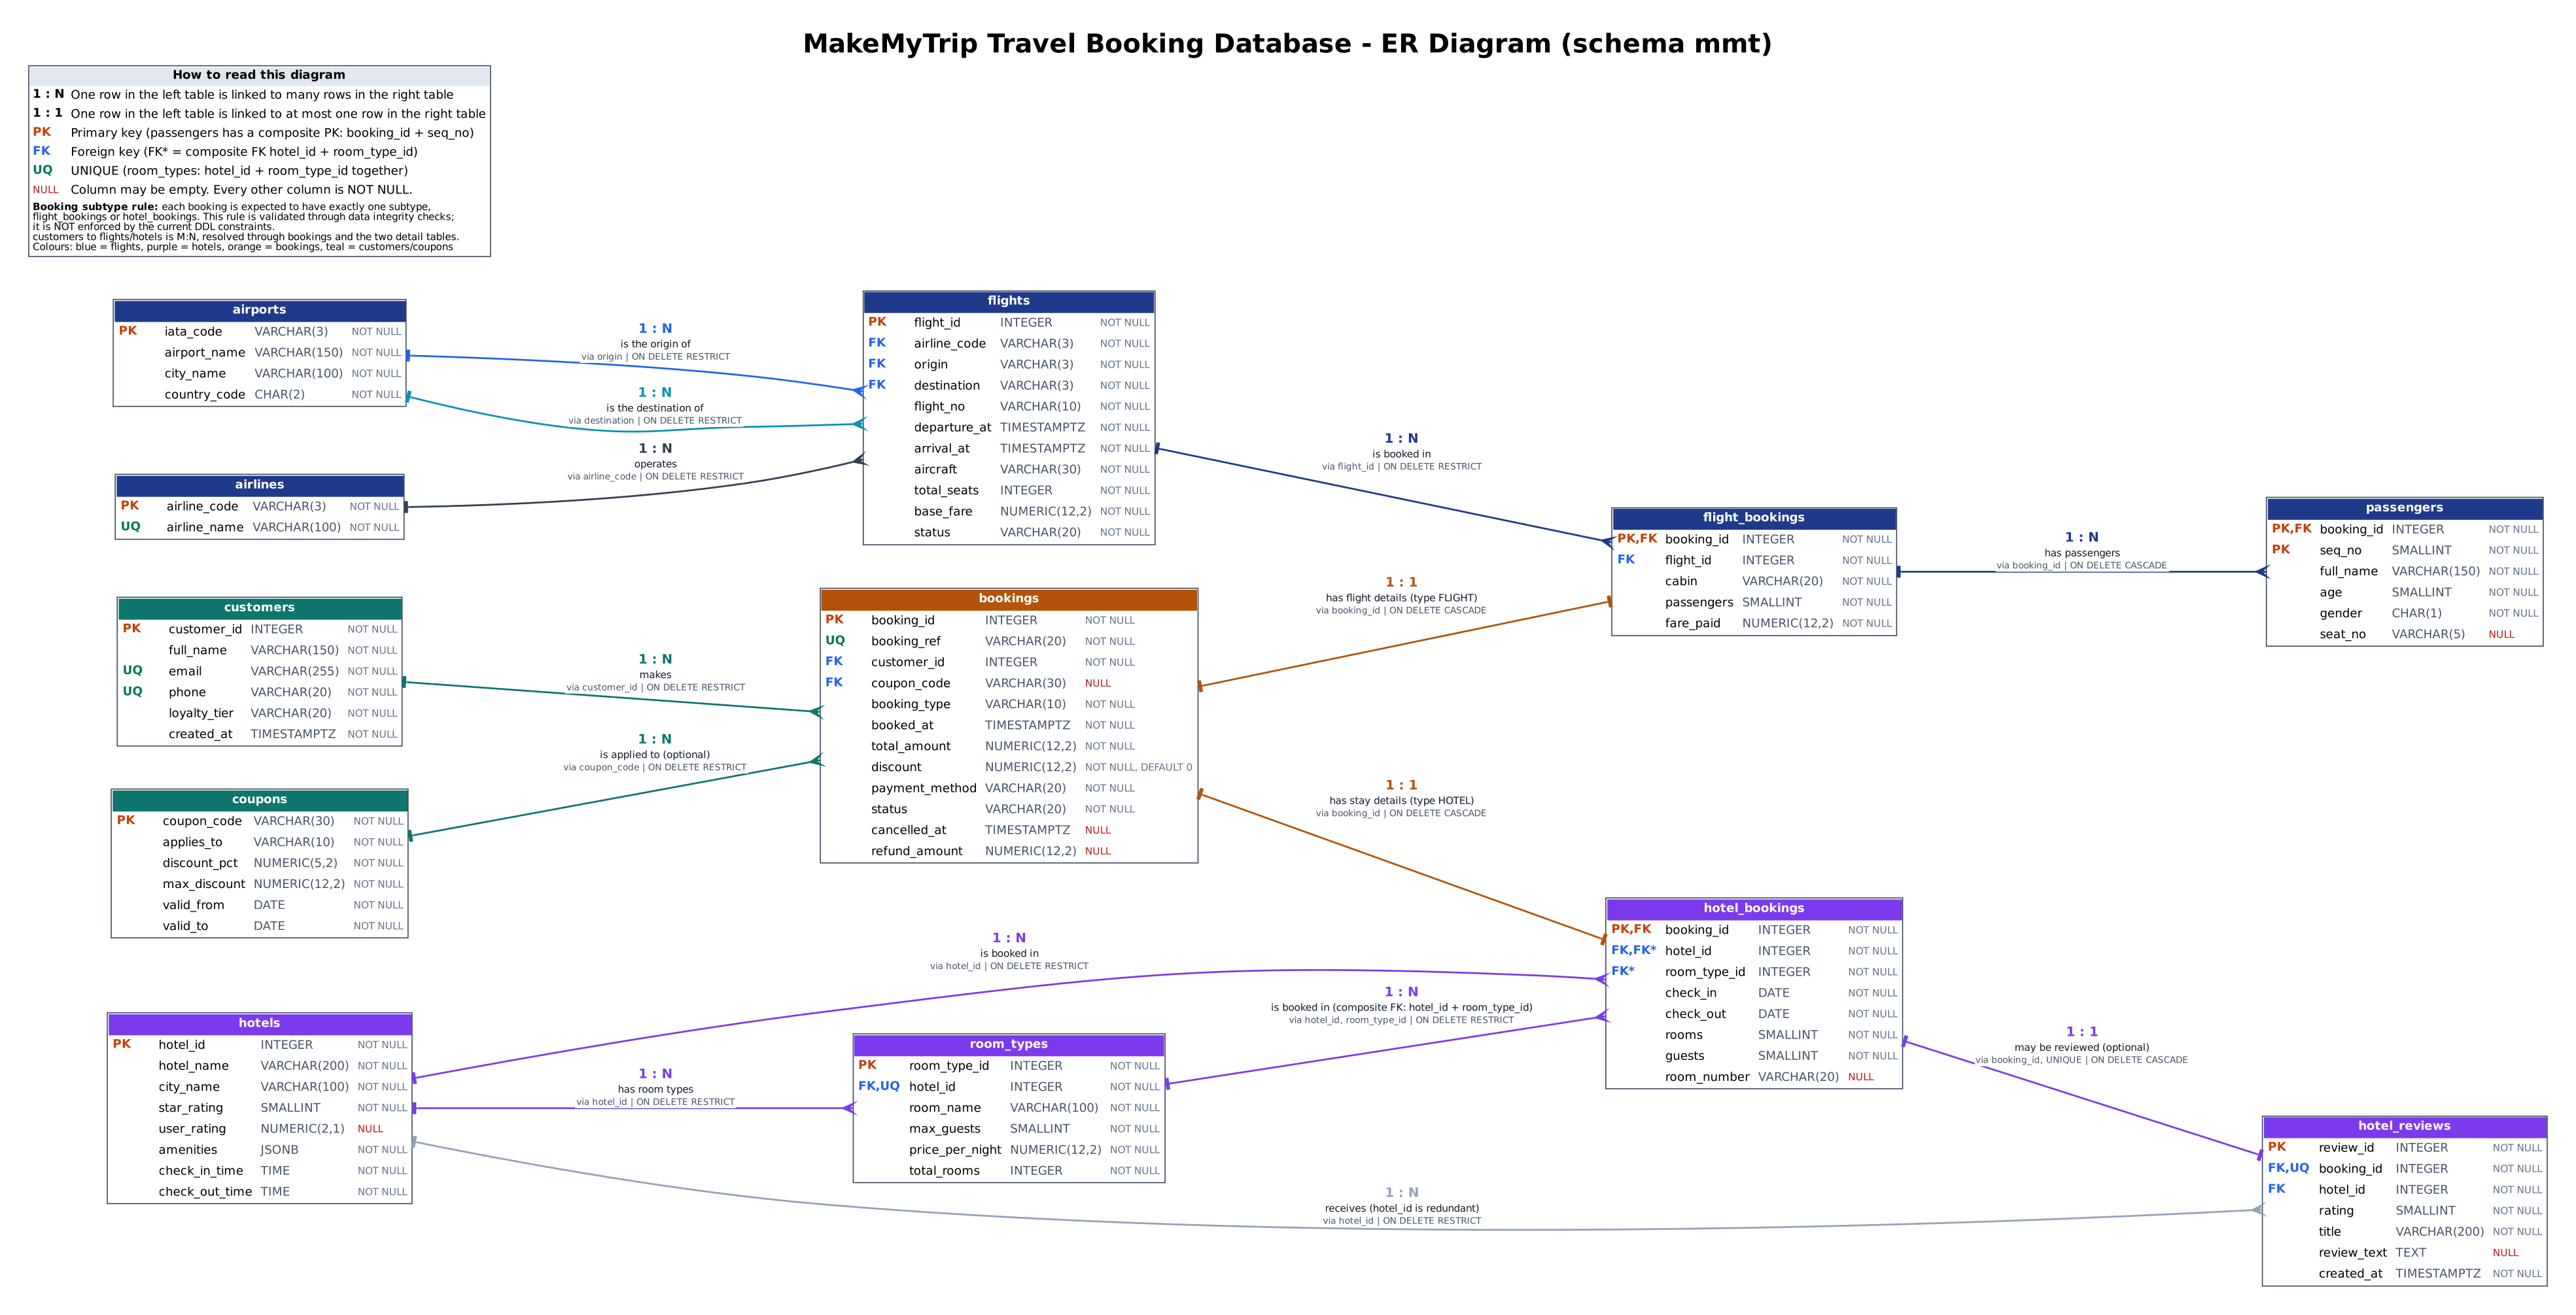 MakeMyTrip Travel Booking Database - ER Diagram (schema mmt)
How to read this diagram
1 : N One row in the left table is linked to many rows in the right table
1 : 1 One row in the left table is linked to at most one row in the right table
PK Primary key (passengers has a composite PK: booking_id + seq_no)
FK Foreign key (FK* = composite FK hotel_id + room_type_id)
UQ UNIQUE (room_types: hotel_id + room_type_id together)
NULL Column may be empty. Every other column is NOT NULL.
Booking subtype rule: each booking is expected to have exactly one subtype,
flight_bookings or hotel_bookings. This rule is validated through data integrity checks;
it is NOT enforced by the current DDL constraints.
customers to flights/hotels is M:N, resolved through bookings and the two detail tables.
Colours: blue = flights, purple = hotels, orange = bookings, teal = customers/coupons
airports
PK iata_code VARCHAR(3) NOT NULL
airport_name VARCHAR(150) NOT NULL
city_name VARCHAR(100) NOT NULL
country_code CHAR(2) NOT NULL
1 : N
is the origin of
via origin | ON DELETE RESTRICT
1 : N
is the destination of
via destination | ON DELETE RESTRICT
1 : N
operates
via airline_code | ON DELETE RESTRICT
airlines
PK airline_code VARCHAR(3) NOT NULL
UQ airline_name VARCHAR(100) NOT NULL
flights
PK flight_id INTEGER NOT NULL
FK airline_code VARCHAR(3) NOT NULL
FK origin VARCHAR(3) NOT NULL
FK destination VARCHAR(3) NOT NULL
flight_no VARCHAR(10) NOT NULL
departure_at TIMESTAMPTZ NOT NULL
arrival_at TIMESTAMPTZ NOT NULL
aircraft VARCHAR(30) NOT NULL
total_seats INTEGER NOT NULL
base_fare NUMERIC(12,2) NOT NULL
status VARCHAR(20) NOT NULL
1 : N
is booked in
via flight_id | ON DELETE RESTRICT
flight_bookings
PK,FK booking_id INTEGER NOT NULL
FK flight_id INTEGER NOT NULL
cabin VARCHAR(20) NOT NULL
passengers SMALLINT NOT NULL
fare_paid NUMERIC(12,2) NOT NULL
1 : N
has passengers
via booking_id | ON DELETE CASCADE
passengers
PK,FK booking_id INTEGER NOT NULL
PK seq_no SMALLINT NOT NULL
full_name VARCHAR(150) NOT NULL
age SMALLINT NOT NULL
gender CHAR(1) NOT NULL
seat_no VARCHAR(5) NULL
customers
PK customer_id INTEGER NOT NULL
full_name VARCHAR(150) NOT NULL
UQ email VARCHAR(255) NOT NULL
UQ phone VARCHAR(20) NOT NULL
loyalty_tier VARCHAR(20) NOT NULL
created_at TIMESTAMPTZ NOT NULL
1 : N
makes
via customer_id | ON DELETE RESTRICT
1 : N
is applied to (optional)
via coupon_code | ON DELETE RESTRICT
coupons
PK coupon_code VARCHAR(30) NOT NULL
applies_to VARCHAR(10) NOT NULL
discount_pct NUMERIC(5,2) NOT NULL
max_discount NUMERIC(12,2) NOT NULL
valid_from DATE NOT NULL
valid_to DATE NOT NULL
bookings
PK booking_id INTEGER NOT NULL
UQ booking_ref VARCHAR(20) NOT NULL
FK customer_id INTEGER NOT NULL
FK coupon_code VARCHAR(30) NULL
booking_type VARCHAR(10) NOT NULL
booked_at TIMESTAMPTZ NOT NULL
total_amount NUMERIC(12,2) NOT NULL
discount NUMERIC(12,2) NOT NULL, DEFAULT 0
payment_method VARCHAR(20) NOT NULL
status VARCHAR(20) NOT NULL
cancelled_at TIMESTAMPTZ NULL
refund_amount NUMERIC(12,2) NULL
1 : 1
has flight details (type FLIGHT)
via booking_id | ON DELETE CASCADE
1 : 1
has stay details (type HOTEL)
via booking_id | ON DELETE CASCADE
1 : N
is booked in
via hotel_id | ON DELETE RESTRICT
1 : N
is booked in (composite FK: hotel_id + room_type_id)
via hotel_id, room_type_id | ON DELETE RESTRICT
hotel_bookings
PK,FK booking_id INTEGER NOT NULL
FK,FK* hotel_id INTEGER NOT NULL
FK* room_type_id INTEGER NOT NULL
check_in DATE NOT NULL
check_out DATE NOT NULL
rooms SMALLINT NOT NULL
guests SMALLINT NOT NULL
room_number VARCHAR(20) NULL
hotels
PK hotel_id INTEGER NOT NULL
hotel_name VARCHAR(200) NOT NULL
city_name VARCHAR(100) NOT NULL
star_rating SMALLINT NOT NULL
user_rating NUMERIC(2,1) NULL
amenities JSONB NOT NULL
check_in_time TIME NOT NULL
check_out_time TIME NOT NULL
1 : N
has room types
via hotel_id | ON DELETE RESTRICT
room_types
PK room_type_id INTEGER NOT NULL
FK,UQ hotel_id INTEGER NOT NULL
room_name VARCHAR(100) NOT NULL
max_guests SMALLINT NOT NULL
price_per_night NUMERIC(12,2) NOT NULL
total_rooms INTEGER NOT NULL
1 : 1
may be reviewed (optional)
via booking_id, UNIQUE | ON DELETE CASCADE
1 : N
receives (hotel_id is redundant)
via hotel_id | ON DELETE RESTRICT
hotel_reviews
PK review_id INTEGER NOT NULL
FK,UQ booking_id INTEGER NOT NULL
FK hotel_id INTEGER NOT NULL
rating SMALLINT NOT NULL
title VARCHAR(200) NOT NULL
review_text TEXT NULL
created_at TIMESTAMPTZ NOT NULL